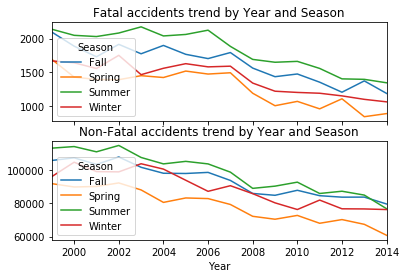 Fatal accidents trend by Year and Season
2000
1500
1000
Season
Fall
Spring
Summer
Winter
Non-Fatal accidents trend by Year and Season
100000
80000
60000
Season
Fall
Spring
Summer
Winter
2000 2002 2004 2006 2008 2010 2012 2014
Year